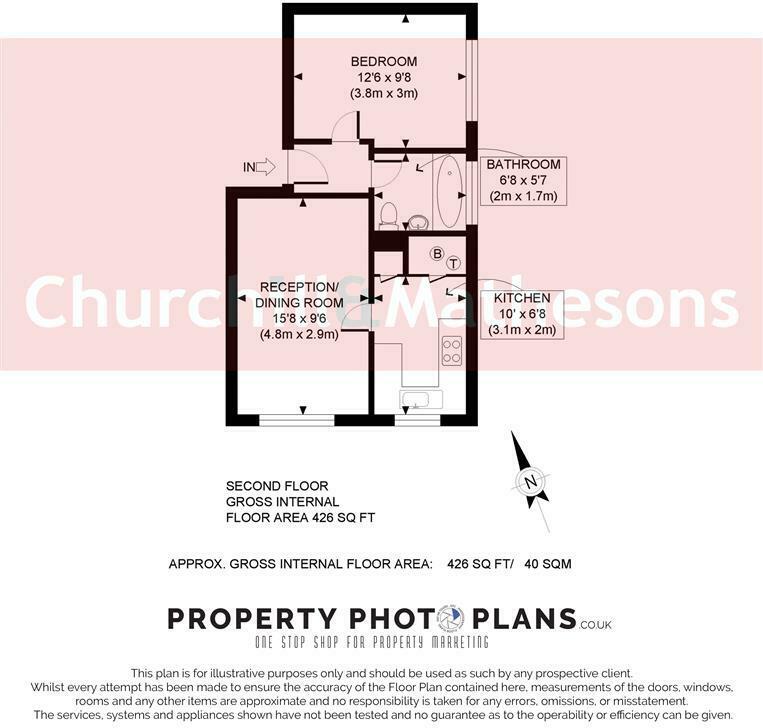 BEDROOM
12'6 x 9'8
(3.8m x 3m)
IN
BATHROOM
6'8 x 5'7
(2m x 1.7m)
B
T
Churchill & Mathesons
RECEPTION/
DINING ROOM
15'8 x 9'6
(4.8m x 2.9m)
KITCHEN
10' x 6'8
(3.1m x 2m)
N
SECOND FLOOR
GROSS INTERNAL
FLOOR AREA 426 SQ FT
APPROX. GROSS INTERNAL FLOOR AREA: 426 SQ FT/ 40 SQM
PROPERTY PHOTO PLANS.CO.UK
ONE STOP SHOP FOR PROPERTY MARKETING
This plan is for illustrative purposes only and should be used as such by any prospective client.
Whilst every attempt has been made to ensure the accuracy of the Floor Plan contained here, measurements of the doors, windows,
rooms and any other items are approximate and no responsibility is taken for any errors, omissions, or misstatement.
The services, systems and appliances shown have not been tested and no guarantee as to the operability or efficiency can be given.